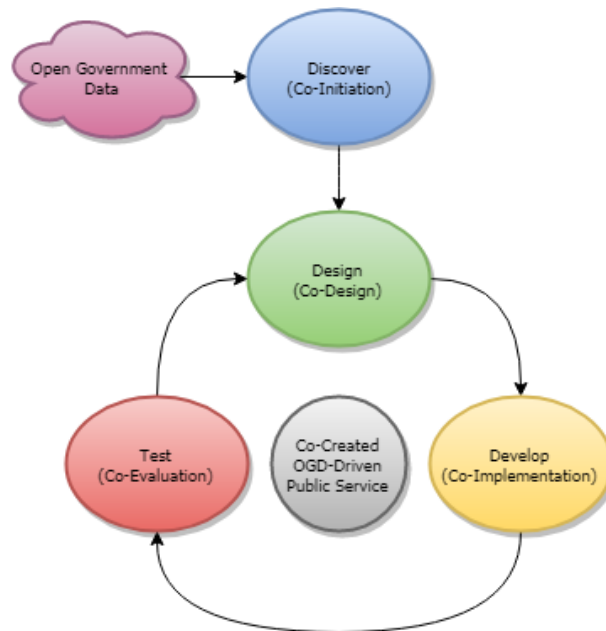 Open Government
Data
Discover
(Co-Initiation)
Design
(Co-Design)
Test
(Co-Evaluation)
Co-Created
OGD-Driven
Public Service
Develop
(Co-Implementation)